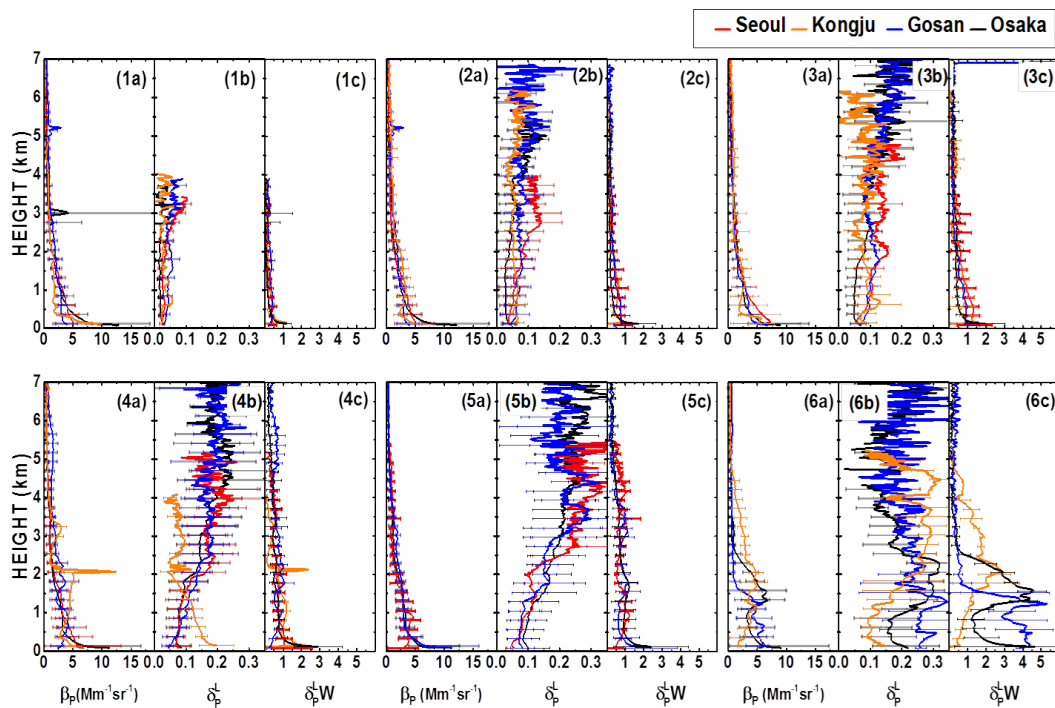 Seoul Kongju Gosan Osaka
7 (1a) (1b) (1c) (2a) (2b) (2c) (3a) (3b) (3c)
6
5
4
3
2
1
0
HEIGHT (km)
0 5 10 15 0.0 0.1 0.2 0.3 1 2 3 4 0 5 10 15 0.0 0.1 0.2 0.3 1 2 3 4 0 5 10 15 0.0 0.1 0.2 0.3 0 1 2 3 4 5
7 (4a) (4b) (4c) (5a) (5b) (5c) (6a) (6b) (6c)
6
5
4
3
2
1
0
HEIGHT (km)
0 5 10 15 0.0 0.1 0.2 0.3 1 2 3 4 0 5 10 15 0.0 0.1 0.2 0.3 1 2 3 4 0 5 10 15 0.0 0.1 0.2 0.3 0 1 2 3 4 5
βP(Mm⁻¹sr⁻¹) δᴸP δᴸPW βP (Mm⁻¹sr⁻¹) δᴸP δᴸPW βP (Mm⁻¹sr⁻¹) δᴸP δᴸPW